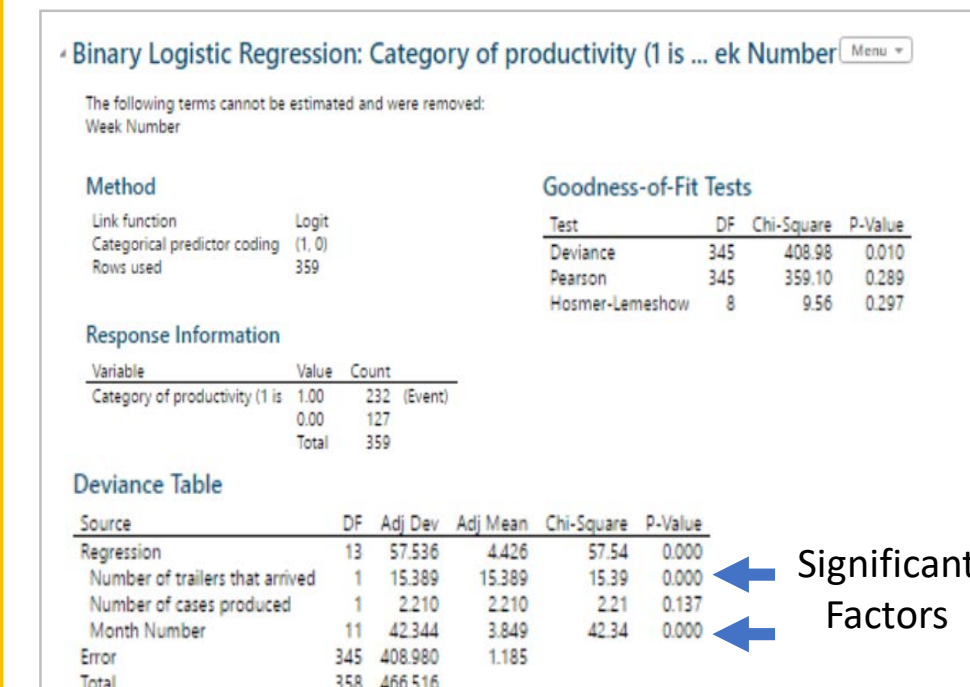 Binary Logistic Regression: Category of productivity (1 is ... ek Number Menu
The following terms cannot be estimated and were removed:
Week Number
Method
Link function Logit
Categorical predictor coding (1, 0)
Rows used 359
Goodness-of-Fit Tests
Test DF Chi-Square P-Value
Deviance 345 408.98 0.010
Pearson 345 359.10 0.289
Hosmer-Lemeshow 8 9.56 0.297
Response Information
Variable Value Count
Category of productivity (1 is 1.00 232 (Event)
0.00 127
Total 359
Deviance Table
Source DF Adj Dev Adj Mean Chi-Square P-Value
Regression 13 57.536 4.426 57.54 0.000
Number of trailers that arrived 1 15.389 15.389 15.39 0.000
Number of cases produced 1 2.210 2.210 2.21 0.137
Month Number 11 42.344 3.849 42.34 0.000
Error 345 408.980 1.185
Total 358 466.516
Significant
Factors